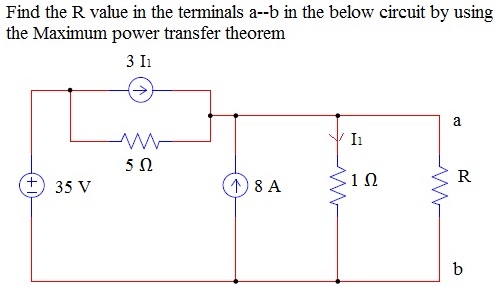 Find the R value in the terminals a--b in the below circuit by using
the Maximum power transfer theorem
3 I1
a
I1
5 Ω
+
35 V
8 A
1 Ω
R
b